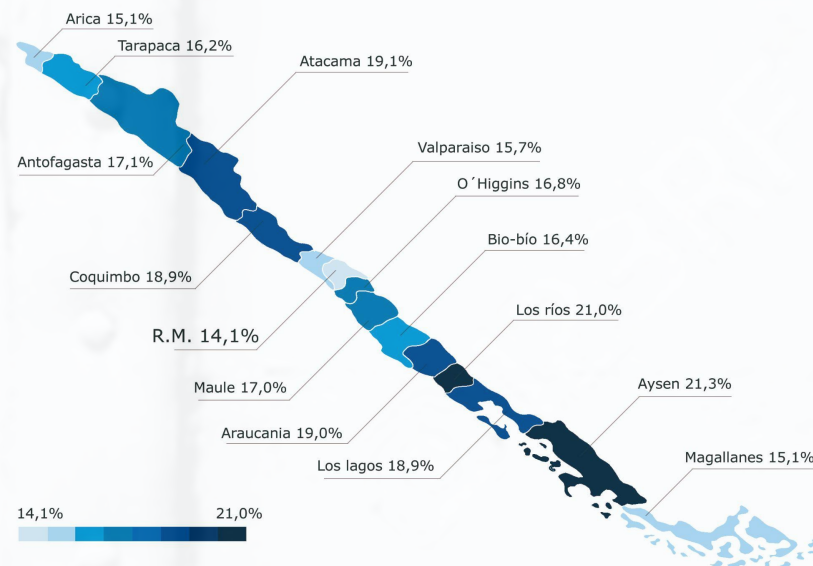 Arica 15,1%
Tarapaca 16,2%
Atacama 19,1%
Antofagasta 17,1%
Valparaiso 15,7%
O´Higgins 16,8%
Bio-bío 16,4%
Coquimbo 18,9%
Los ríos 21,0%
R.M. 14,1%
Maule 17,0%
Aysen 21,3%
Araucania 19,0%
Los lagos 18,9%
Magallanes 15,1%
14,1%
21,0%